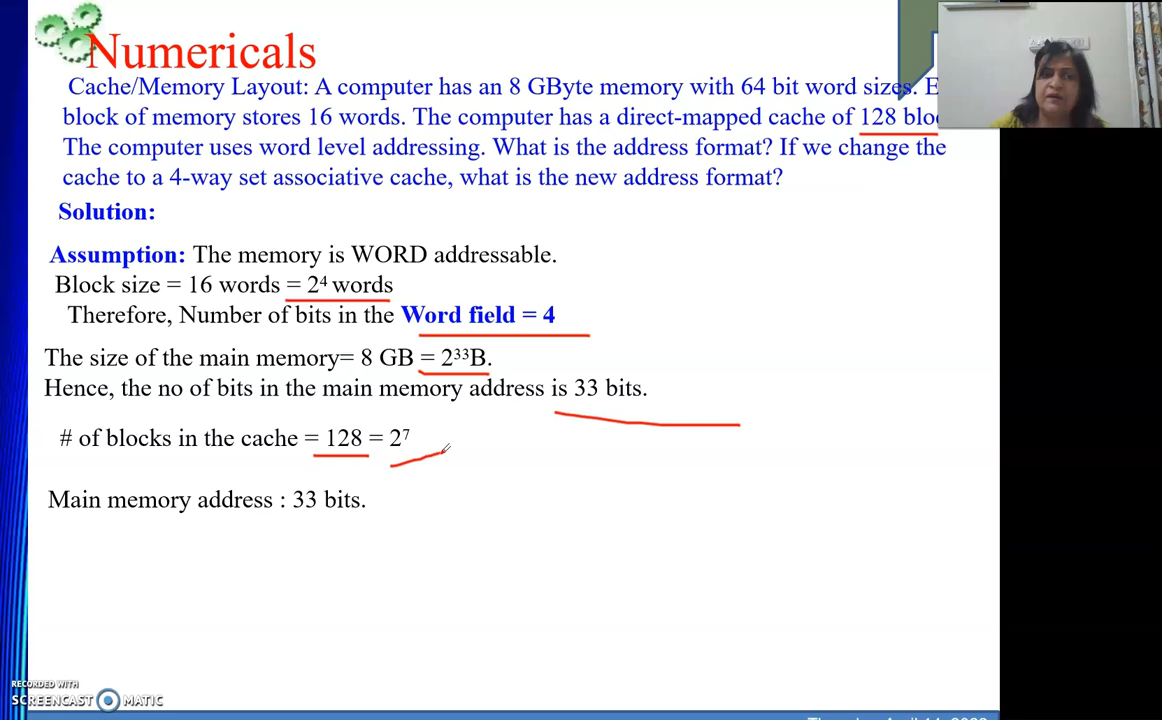 Numericals
Cache/Memory Layout: A computer has an 8 GByte memory with 64 bit word sizes.
block of memory stores 16 words. The computer has a direct-mapped cache of 128
The computer uses word level addressing. What is the address format? If we change the
cache to a 4-way set associative cache, what is the new address format?
Solution:
Assumption: The memory is WORD addressable.
Block size = 16 words = 2⁴ words
Therefore, Number of bits in the Word field = 4
The size of the main memory= 8 GB = 2³³B.
Hence, the no of bits in the main memory address is 33 bits.
# of blocks in the cache = 128 = 2⁷
Main memory address : 33 bits.
RECORDED WITH
SCREENCAST MATIC